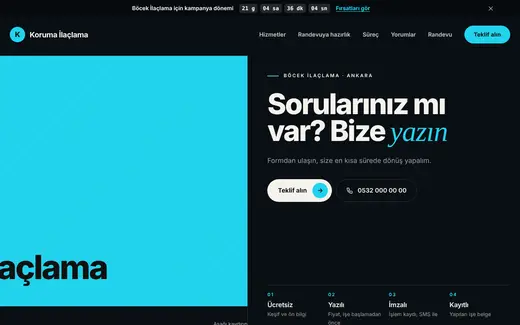 Böcek İlaçlama için kampanya dönemi 21 g 04 sa 36 dk 04 sn Fırsatları gör ×
K Koruma İlaçlama
Hizmetler Randevuya hazırlık Süreç Yorumlar Randevu Teklif alın
BÖCEK İLAÇLAMA · ANKARA
Sorularınız mı
var? Bize yazın
Formdan ulaşın, size en kısa sürede dönüş yapalım.
Teklif alın → 0532 000 00 00
açlama
01 02 03 04
Ücretsiz Yazılı İmzalı Kayıtlı
Keşif ve ön bilgi Fiyat, işe başlamadan İşlem kaydı, SMS ile Yapılan işe belge
önce